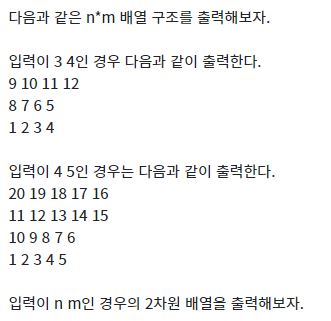 다음과 같은 n*m 배열 구조를 출력해보자.
입력이 3 4인 경우 다음과 같이 출력한다.
9 10 11 12
8 7 6 5
1 2 3 4
입력이 4 5인 경우는 다음과 같이 출력한다.
20 19 18 17 16
11 12 13 14 15
10 9 8 7 6
1 2 3 4 5
입력이 n m인 경우의 2차원 배열을 출력해보자.